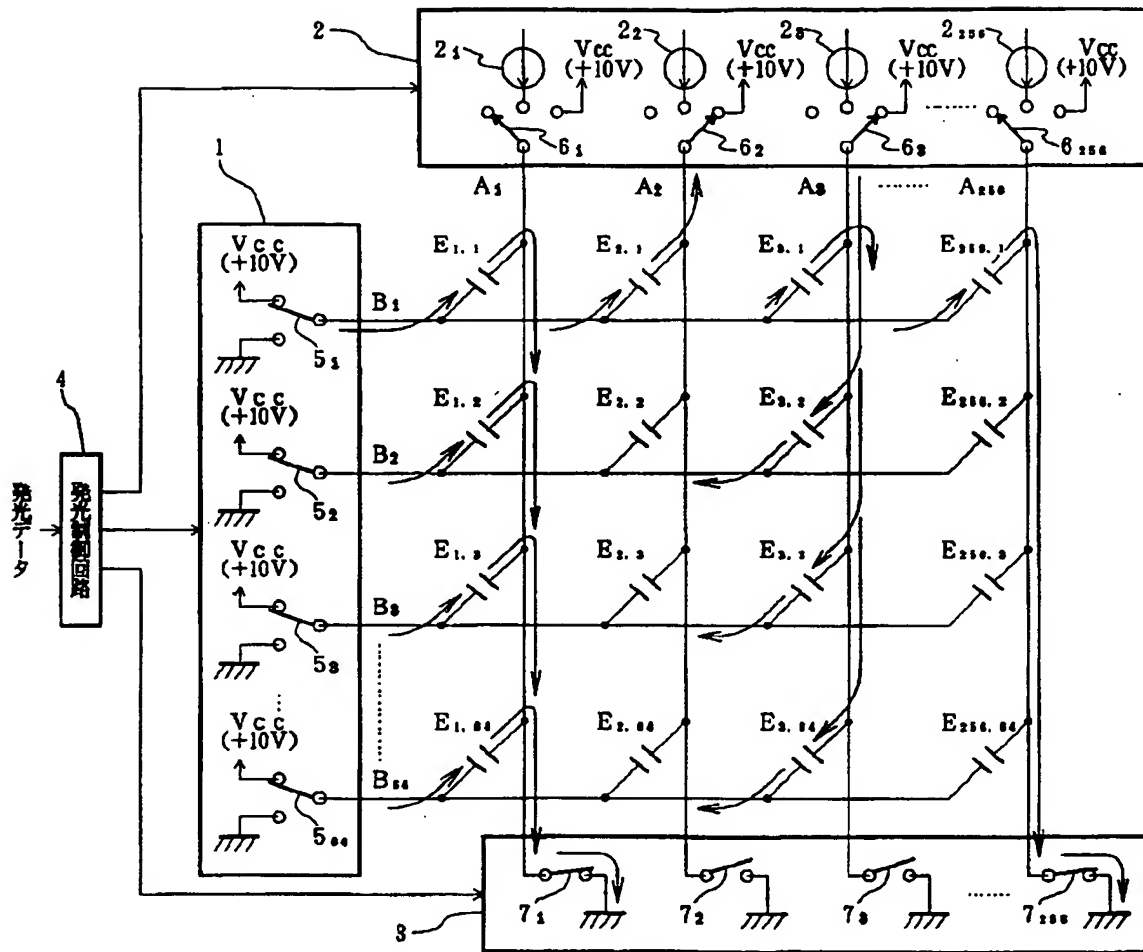 2
2₁
Vcc
(+10V)
2₂
Vcc
(+10V)
2₃
Vcc
(+10V)
2₂₅₆
Vcc
(+10V)
6₁
6₂
6₃
‥‥‥‥
6₂₅₆
1
A₁
A₂
A₃
‥‥‥‥
A₂₅₆
Vcc
(+10V)
B₁
5₁
E₁.₁
E₂.₁
E₃.₁
E₂₅₆.₁
4
発光データ
発光制御回路
Vcc
(+10V)
B₂
5₂
E₁.₂
E₂.₂
E₃.₂
E₂₅₆.₂
Vcc
(+10V)
B₃
5₃
E₁.₃
E₂.₃
E₃.₃
E₂₅₆.₃
Vcc
(+10V)
B₆₄
5₆₄
E₁.₆₄
E₂.₆₄
E₃.₆₄
E₂₅₆.₆₄
3
7₁
7₂
7₃
‥‥‥‥
7₂₅₆